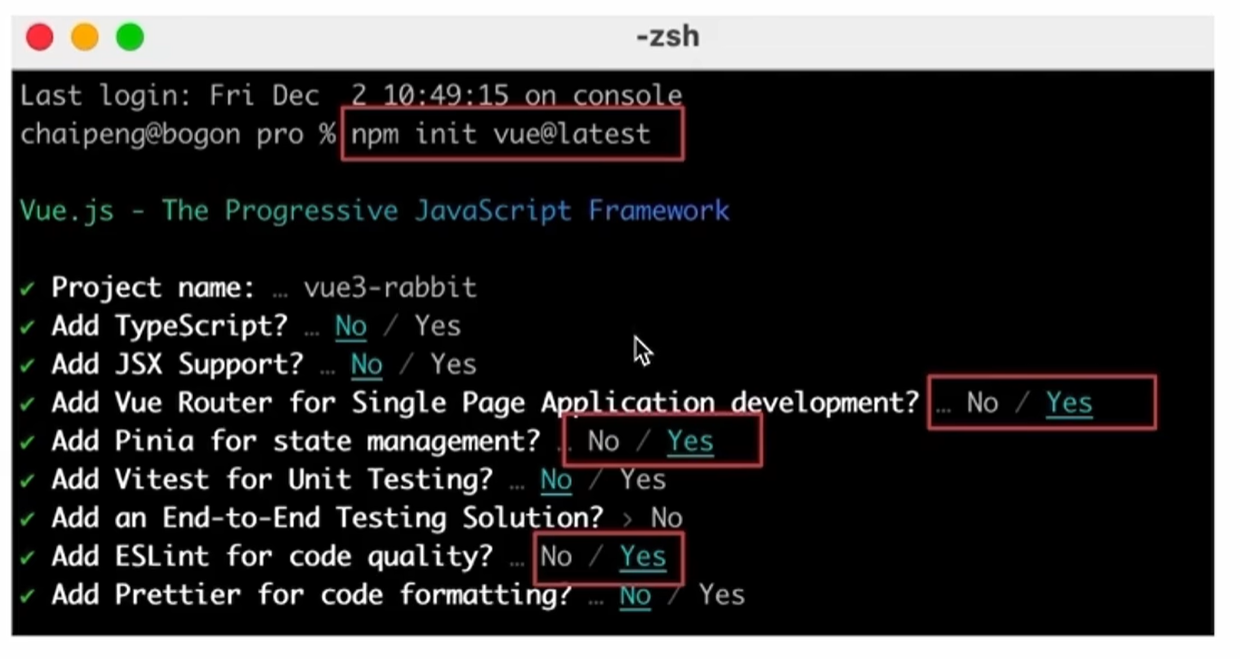 -zsh
Last login: Fri Dec  2 10:49:15 on console
chaipeng@bogon pro % npm init vue@latest
Vue.js - The Progressive JavaScript Framework
✔ Project name: … vue3-rabbit
✔ Add TypeScript? … No / Yes
✔ Add JSX Support? … No / Yes
✔ Add Vue Router for Single Page Application development? … No / Yes
✔ Add Pinia for state management? … No / Yes
✔ Add Vitest for Unit Testing? … No / Yes
✔ Add an End-to-End Testing Solution? › No
✔ Add ESLint for code quality? … No / Yes
✔ Add Prettier for code formatting? … No / Yes